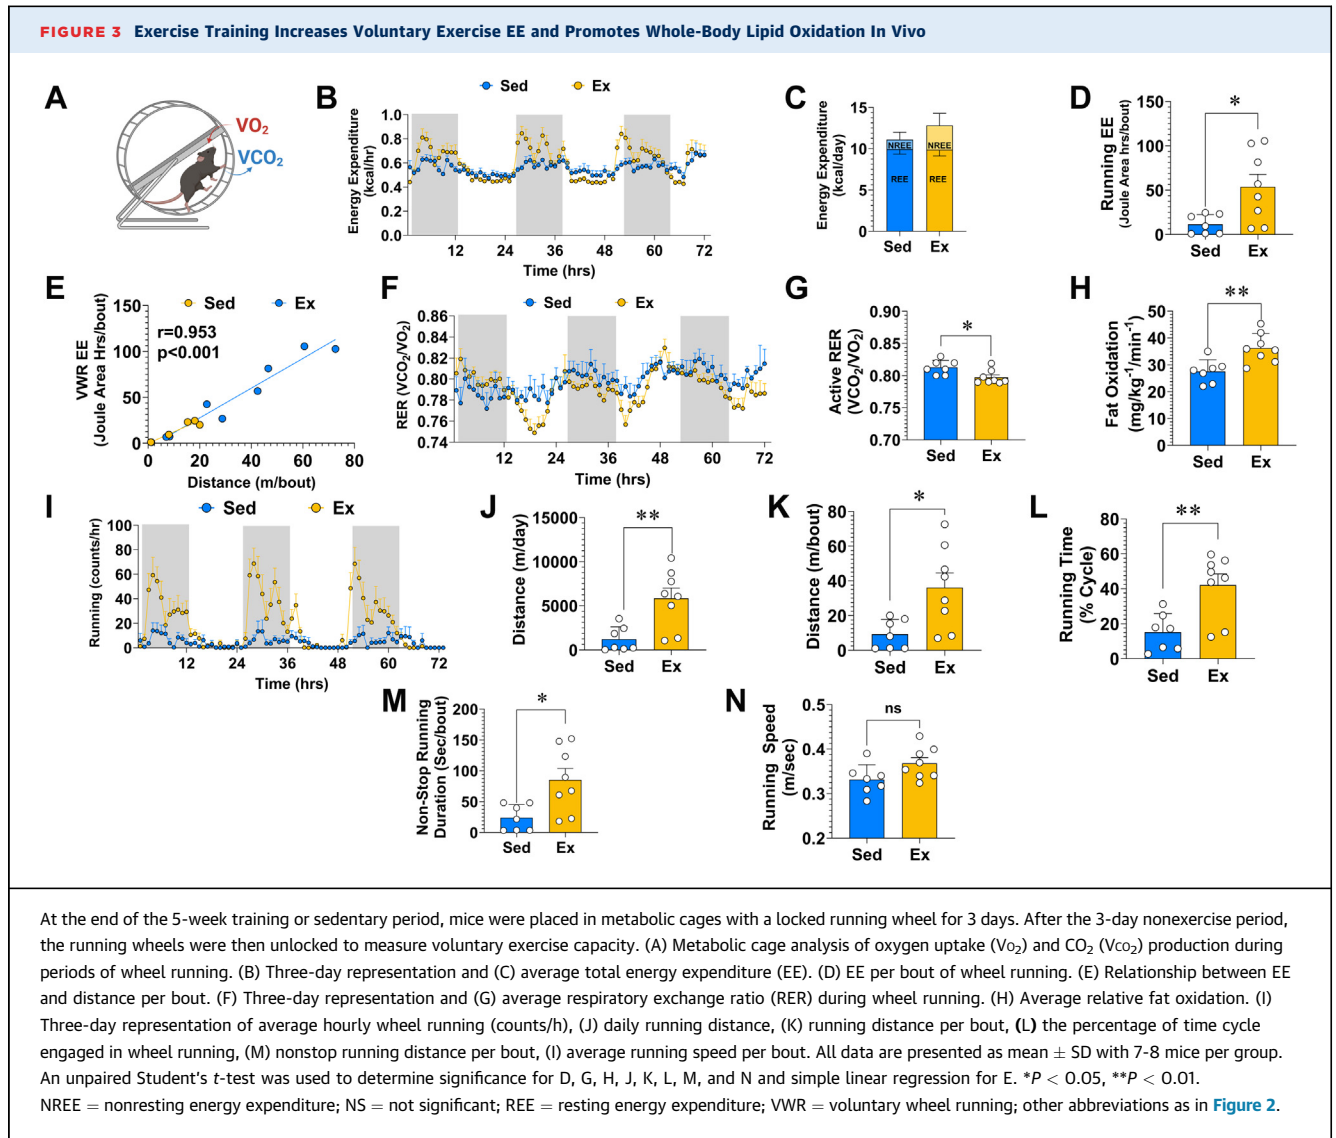 FIGURE 3 Exercise Training Increases Voluntary Exercise EE and Promotes Whole-Body Lipid Oxidation In Vivo
A
VO2
VCO2
B
Sed Ex
Energy Expenditure
(kcal/hr)
1.0
0.8
0.6
0.4
0.2
0.0
12 24 36 48 60 72
Time (hrs)
C
Energy Expenditure
(kcal/day)
15
10
5
0
NREE NREE
REE REE
Sed Ex
D
Running EE
(Joule Area hrs/bout)
150
100
50
0
*
Sed Ex
E
Sed Ex
VWR EE
(Joule Area Hrs/bout)
150
100
50
0
r=0.953
p<0.001
0 20 40 60 80
Distance (m/bout)
F
Sed Ex
RER (VCO2/VO2)
0.86
0.84
0.82
0.80
0.78
0.76
0.74
12 24 36 48 60 72
Time (hrs)
G
Active RER
(VCO2/VO2)
0.90
0.85
0.80
0.75
0.70
*
Sed Ex
H
Fat Oxidation
(mg/kg-1/min-1)
50
40
30
20
10
0
**
Sed Ex
I
Sed Ex
Running (counts/hr)
100
80
60
40
20
0
12 24 36 48 60 72
Time (hrs)
J
Distance (m/day)
15000
10000
5000
0
**
Sed Ex
K
Distance (m/bout)
80
60
40
20
0
*
Sed Ex
L
Running Time
(% Cycle)
80
60
40
20
0
**
Sed Ex
M
Non-Stop Running
Duration (Sec/bout)
200
150
100
50
0
*
Sed Ex
N
Running Speed
(m/sec)
0.5
0.4
0.3
0.2
ns
Sed Ex
At the end of the 5-week training or sedentary period, mice were placed in metabolic cages with a locked running wheel for 3 days. After the 3-day nonexercise period,
the running wheels were then unlocked to measure voluntary exercise capacity. (A) Metabolic cage analysis of oxygen uptake (VO2) and CO2 (VCO2) production during
periods of wheel running. (B) Three-day representation and (C) average total energy expenditure (EE). (D) EE per bout of wheel running. (E) Relationship between EE
and distance per bout. (F) Three-day representation and (G) average respiratory exchange ratio (RER) during wheel running. (H) Average relative fat oxidation. (I)
Three-day representation of average hourly wheel running (counts/h), (J) daily running distance, (K) running distance per bout, (L) the percentage of time cycle
engaged in wheel running, (M) nonstop running distance per bout, (I) average running speed per bout. All data are presented as mean ± SD with 7-8 mice per group.
An unpaired Student's t-test was used to determine significance for D, G, H, J, K, L, M, and N and simple linear regression for E. *P < 0.05, **P < 0.01.
NREE = nonresting energy expenditure; NS = not significant; REE = resting energy expenditure; VWR = voluntary wheel running; other abbreviations as in Figure 2.